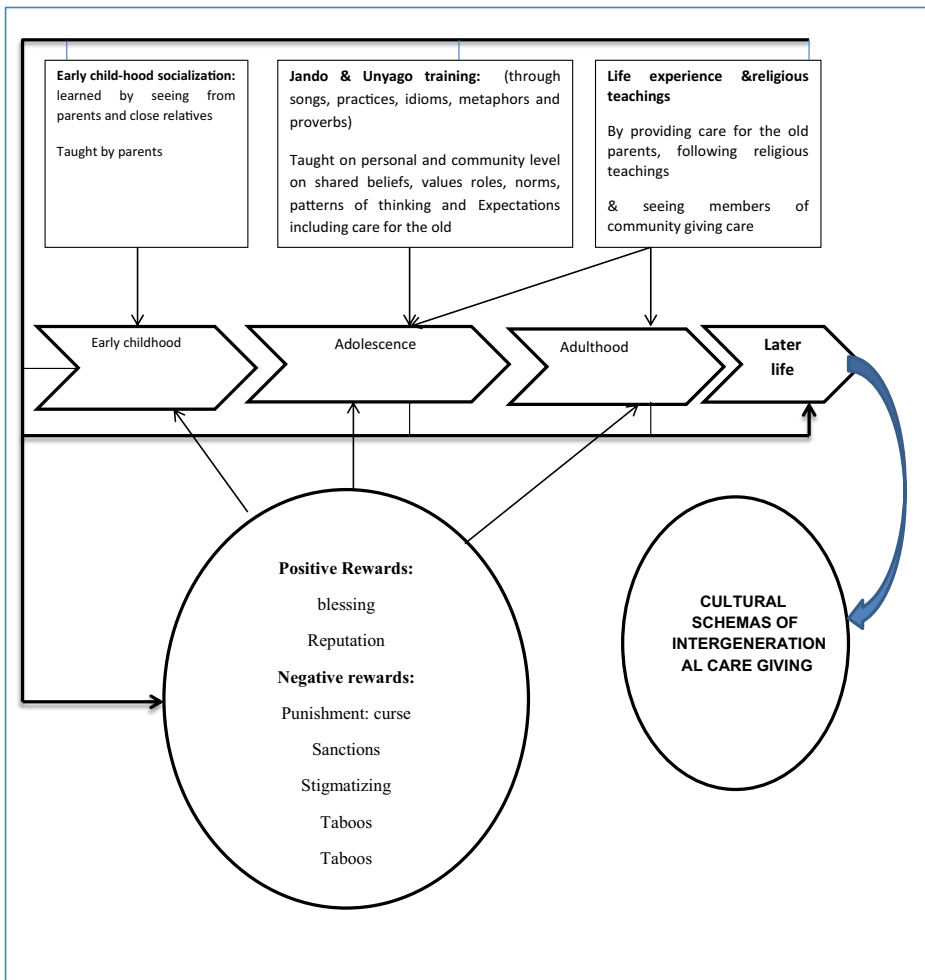 Early child-hood socialization:
learned by seeing from
parents and close relatives
Taught by parents
Jando & Unyago training: (through
songs, practices, idioms, metaphors and
proverbs)
Taught on personal and community level
on shared beliefs, values roles, norms,
patterns of thinking and Expectations
including care for the old
Life experience &religious
teachings
By providing care for the old
parents, following religious
teachings
& seeing members of
community giving care
Early childhood
Adolescence
Adulthood
Later
life
Positive Rewards:
blessing
Reputation
Negative rewards:
Punishment: curse
Sanctions
Stigmatizing
Taboos
Taboos
CULTURAL
SCHEMAS OF
INTERGENERATION
AL CARE GIVING